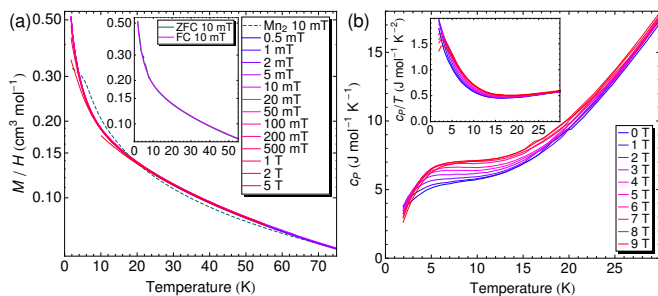 (a)
0.50
0.30
0.20
0.15
0.10
M / H (cm³ mol⁻¹)
0 10 20 30 40 50 60 70
Temperature (K)
0.50
0.20
0.10
0 10 20 30 40 50
ZFC 10 mT
FC 10 mT
Mn₂ 10 mT
0.5 mT
1 mT
2 mT
5 mT
10 mT
20 mT
50 mT
100 mT
200 mT
500 mT
1 T
2 T
5 T
(b)
15
10
5
0
c_P (J mol⁻¹ K⁻¹)
0 5 10 15 20 25
Temperature (K)
2.0
1.5
1.0
0.5
0.0
c_P/T (J mol⁻¹ K⁻²)
0 10 20
0 T
1 T
2 T
3 T
4 T
5 T
6 T
7 T
8 T
9 T